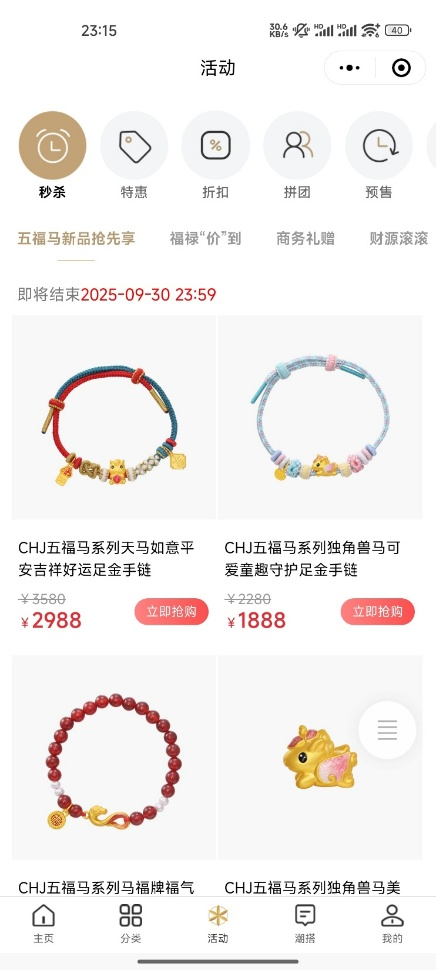 23:15
30.6
KB/s
HD
HD
40
活动
秒杀
特惠
折扣
拼团
预售
五福马新品抢先享
福禄“价”到
商务礼赠
财源滚滚
即将结束2025-09-30 23:59
CHJ五福马系列天马如意平
安吉祥好运足金手链
￥3580
￥2988
立即抢购
CHJ五福马系列独角兽马可
爱童趣守护足金手链
￥2280
￥1888
立即抢购
CHJ五福马系列马福牌福气
CHJ五福马系列独角兽马美
主页
分类
活动
潮搭
我的